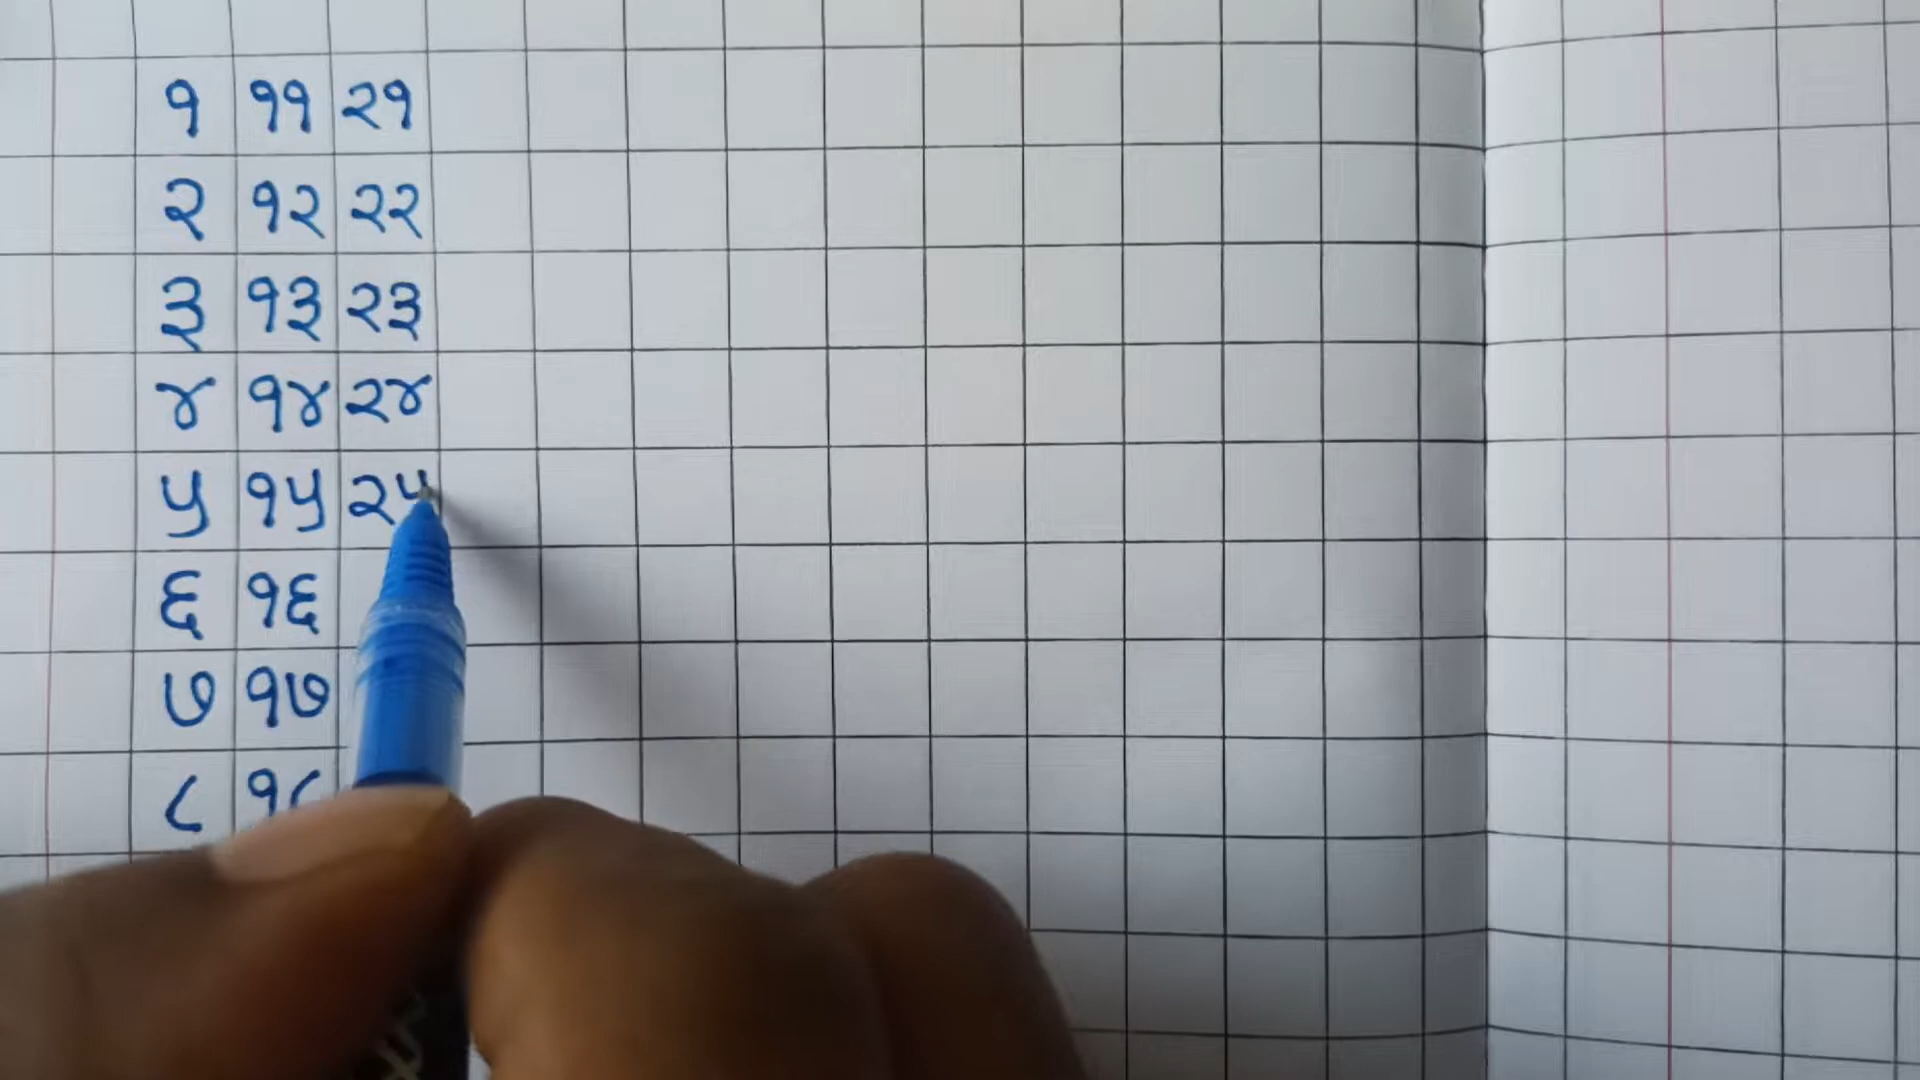 १ ११ २१
२ १२ २२
३ १३ २३
४ १४ २४
५ १५ २५
६ १६
७ १७
८ १८